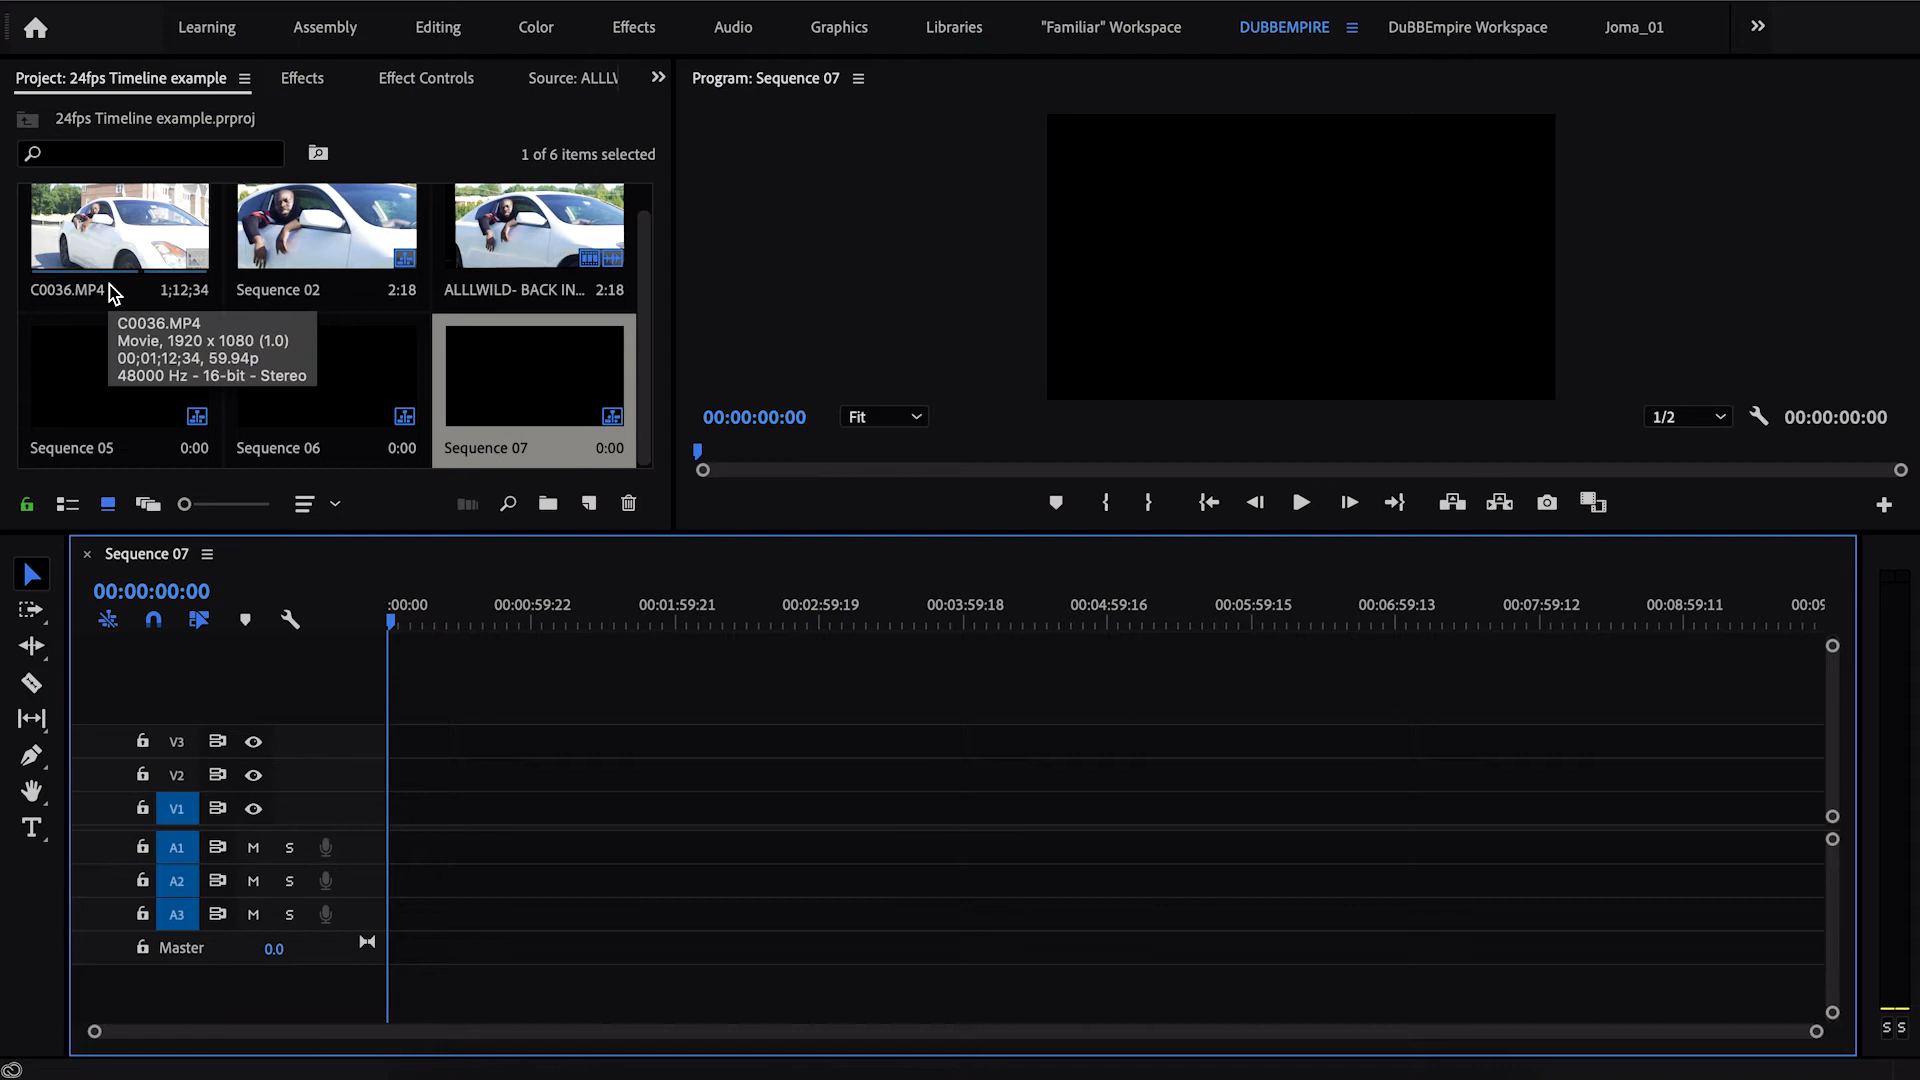 Learning Assembly Editing Color Effects Audio Graphics Libraries "Familiar" Workspace DUBBEMPIRE DuBBEmpire Workspace Joma_01
Project: 24fps Timeline example Effects Effect Controls Source: ALLLV
Program: Sequence 07
24fps Timeline example.prproj
1 of 6 items selected
C0036.MP4 1;12;34
Sequence 02 2:18
ALLLWILD- BACK IN... 2:18
C0036.MP4
Movie, 1920 x 1080 (1.0)
00;01;12;34, 59.94p
48000 Hz - 16-bit - Stereo
Sequence 05 0:00
Sequence 06 0:00
Sequence 07 0:00
00:00:00:00 Fit 1/2 00:00:00:00
Sequence 07
00:00:00:00
:00:00 00:00:59:22 00:01:59:21 00:02:59:19 00:03:59:18 00:04:59:16 00:05:59:15 00:06:59:13 00:07:59:12 00:08:59:11 00:09
V3
V2
V1
A1 M S
A2 M S
A3 M S
Master 0.0
S S
T